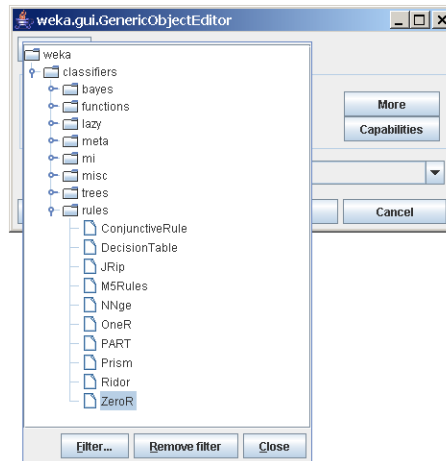 weka.gui.GenericObjectEditor
weka
classifiers
bayes
functions
lazy
meta
mi
misc
trees
rules
ConjunctiveRule
DecisionTable
JRip
M5Rules
NNge
OneR
PART
Prism
Ridor
ZeroR
More
Capabilities
Cancel
Filter...
Remove filter
Close